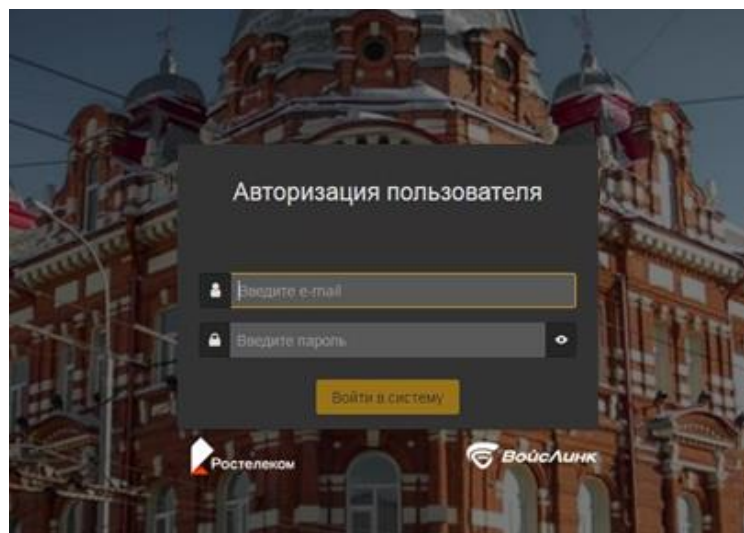 Авторизация пользователя
Введите e-mail
Введите пароль
Войти в систему
Ростелеком
ВойсЛинк